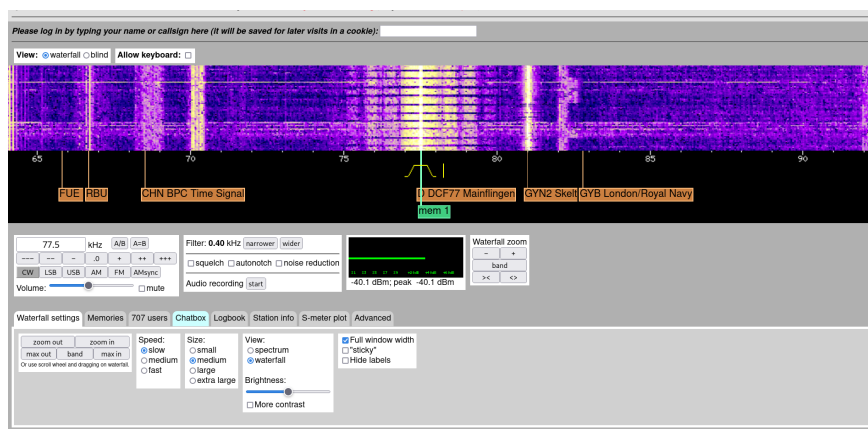 Please log in by typing your name or callsign here (it will be saved for later visits in a cookie):
View: waterfall blind Allow keyboard:
65 70 75 80 85 90
FUE RBU CHN BPC Time Signal D DCF77 Mainflingen GYN2 Skelt GYB London/Royal Navy
mem 1
77.5 kHz A/B A=B
--- -- - .0 + ++ +++
CW LSB USB AM FM AMsync
Volume: mute
Filter: 0.40 kHz narrower wider
squelch autonotch noise reduction
Audio recording start
-40.1 dBm; peak -40.1 dBm
Waterfall zoom
- +
band
>< <>
Waterfall settings Memories 707 users Chatbox Logbook Station info S-meter plot Advanced
zoom out zoom in
max out band max in
Or use scroll wheel and dragging on waterfall.
Speed:
slow
medium
fast
Size:
small
medium
large
extra large
View:
spectrum
waterfall
Brightness:
More contrast
Full window width
"sticky"
Hide labels